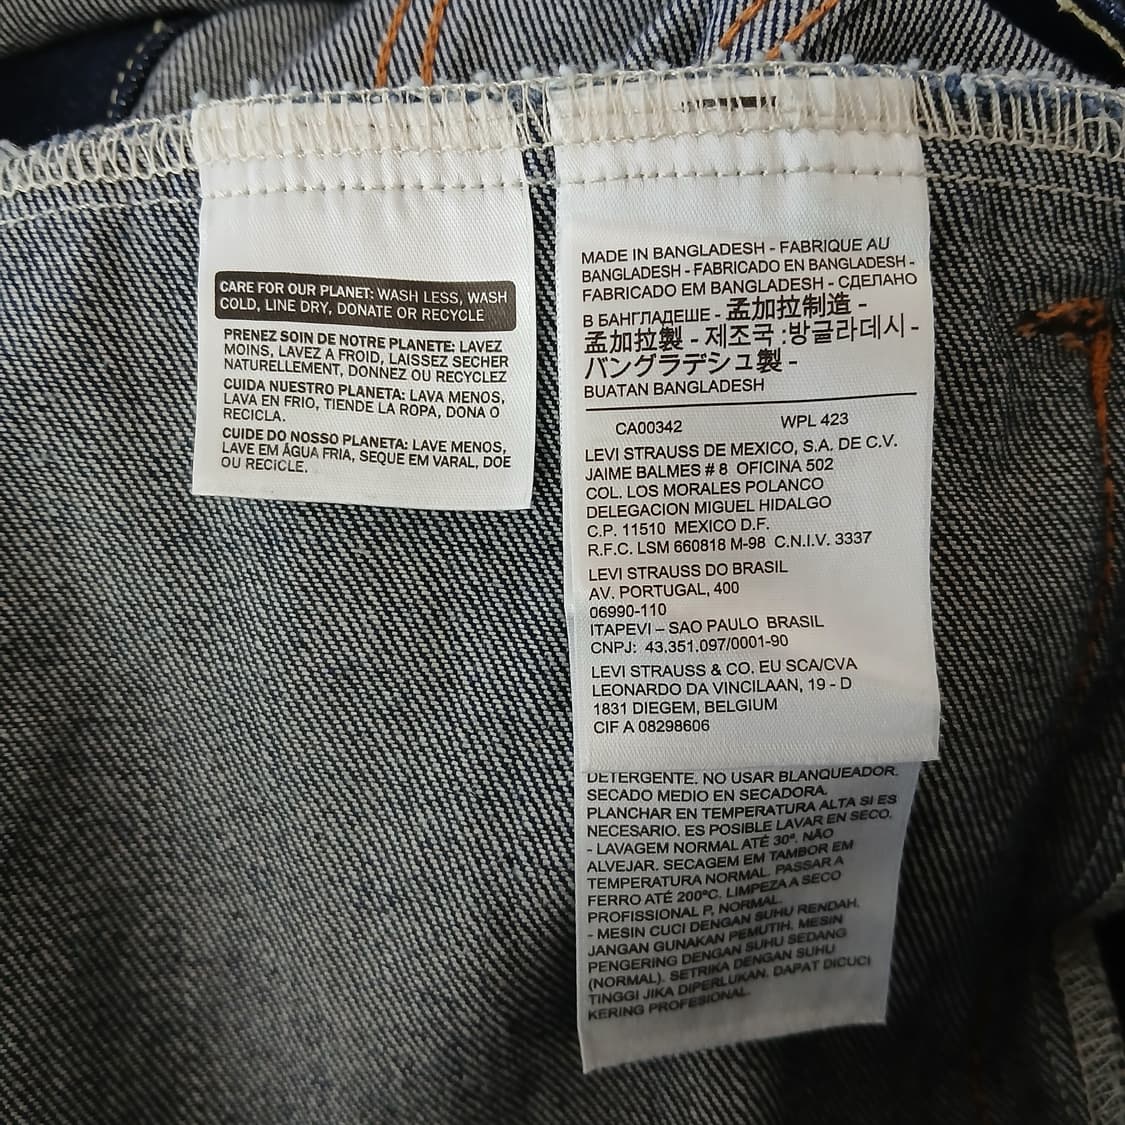 CARE FOR OUR PLANET: WASH LESS, WASH
COLD, LINE DRY, DONATE OR RECYCLE
PRENEZ SOIN DE NOTRE PLANETE: LAVEZ
MOINS, LAVEZ A FROID, LAISSEZ SECHER
NATURELLEMENT, DONNEZ OU RECYCLEZ
CUIDA NUESTRO PLANETA: LAVA MENOS,
LAVA EN FRIO, TIENDE LA ROPA, DONA O
RECICLA.
CUIDE DO NOSSO PLANETA: LAVE MENOS,
LAVE EM ÁGUA FRIA, SEQUE EM VARAL, DOE
OU RECICLE.
MADE IN BANGLADESH - FABRIQUE AU
BANGLADESH - FABRICADO EN BANGLADESH -
FABRICADO EM BANGLADESH - СДЕЛАНО
В БАНГЛАДЕШЕ - 孟加拉制造 -
孟加拉製 - 제조국 :방글라데시 -
バングラデシュ製 -
BUATAN BANGLADESH
CA00342 WPL 423
LEVI STRAUSS DE MEXICO, S.A. DE C.V.
JAIME BALMES # 8 OFICINA 502
COL. LOS MORALES POLANCO
DELEGACION MIGUEL HIDALGO
C.P. 11510 MEXICO D.F.
R.F.C. LSM 660818 M-98 C.N.I.V. 3337
LEVI STRAUSS DO BRASIL
AV. PORTUGAL, 400
06990-110
ITAPEVI – SAO PAULO BRASIL
CNPJ: 43.351.097/0001-90
LEVI STRAUSS & CO. EU SCA/CVA
LEONARDO DA VINCILAAN, 19 - D
1831 DIEGEM, BELGIUM
CIF A 08298606
DETERGENTE. NO USAR BLANQUEADOR.
SECADO MEDIO EN SECADORA.
PLANCHAR EN TEMPERATURA ALTA SI ES
NECESARIO. ES POSIBLE LAVAR EN SECO.
- LAVAGEM NORMAL ATÉ 30º. NÃO
ALVEJAR. SECAGEM EM TAMBOR EM
TEMPERATURA NORMAL. PASSAR A
FERRO ATÉ 200ºC. LIMPEZA A SECO
PROFISSIONAL P, NORMAL.
- MESIN CUCI DENGAN SUHU RENDAH.
JANGAN GUNAKAN PEMUTIH. MESIN
PENGERING DENGAN SUHU SEDANG
(NORMAL). SETRIKA DENGAN SUHU
TINGGI JIKA DIPERLUKAN. DAPAT DICUCI
KERING PROFESIONAL.